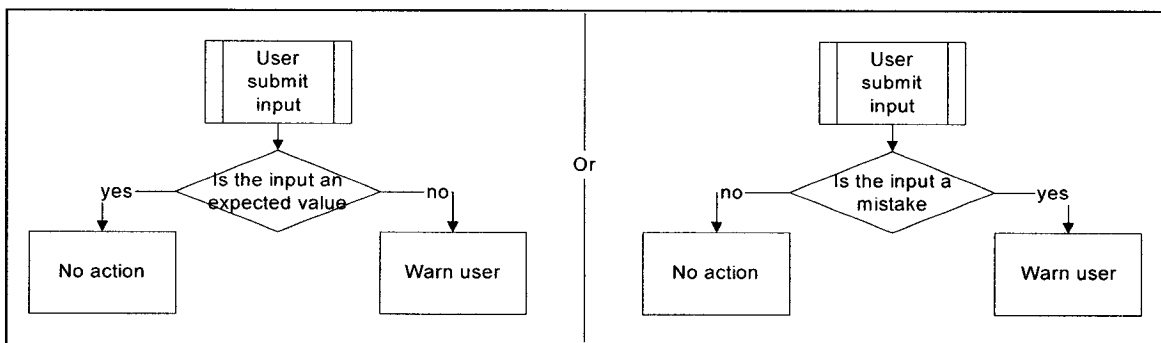 User
submit
input
Is the input an
expected value
yes
no
No action
Warn user
Or
User
submit
input
Is the input a
mistake
no
yes
No action
Warn user